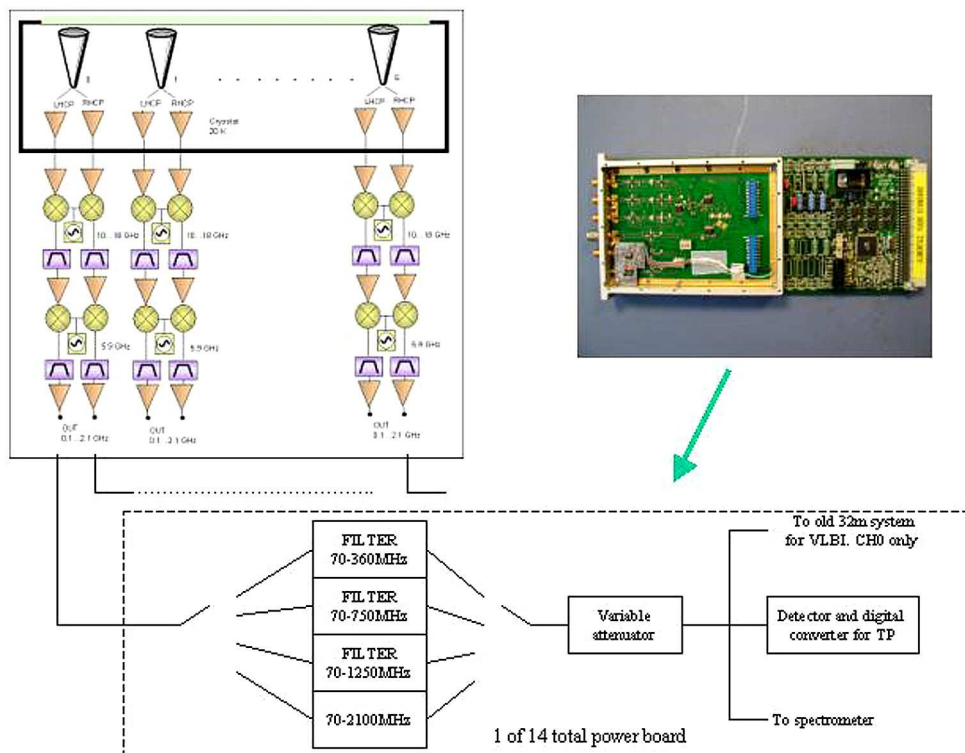 LHCP RHCP
LHCP RHCP
LHCP RHCP
Cryostat
20 K
10...18 GHz
10...18 GHz
10...18 GHz
5.9 GHz
5.9 GHz
5.9 GHz
OUT
0.1...2.1 GHz
OUT
0.1...2.1 GHz
OUT
0.1...2.1 GHz
To old 32m system
for VLBI. CH0 only
FILTER
70-360MHz
FILTER
70-750MHz
Variable
attenuator
Detector and digital
converter for TP
FILTER
70-1250MHz
70-2100MHz
To spectrometer
1 of 14 total power board